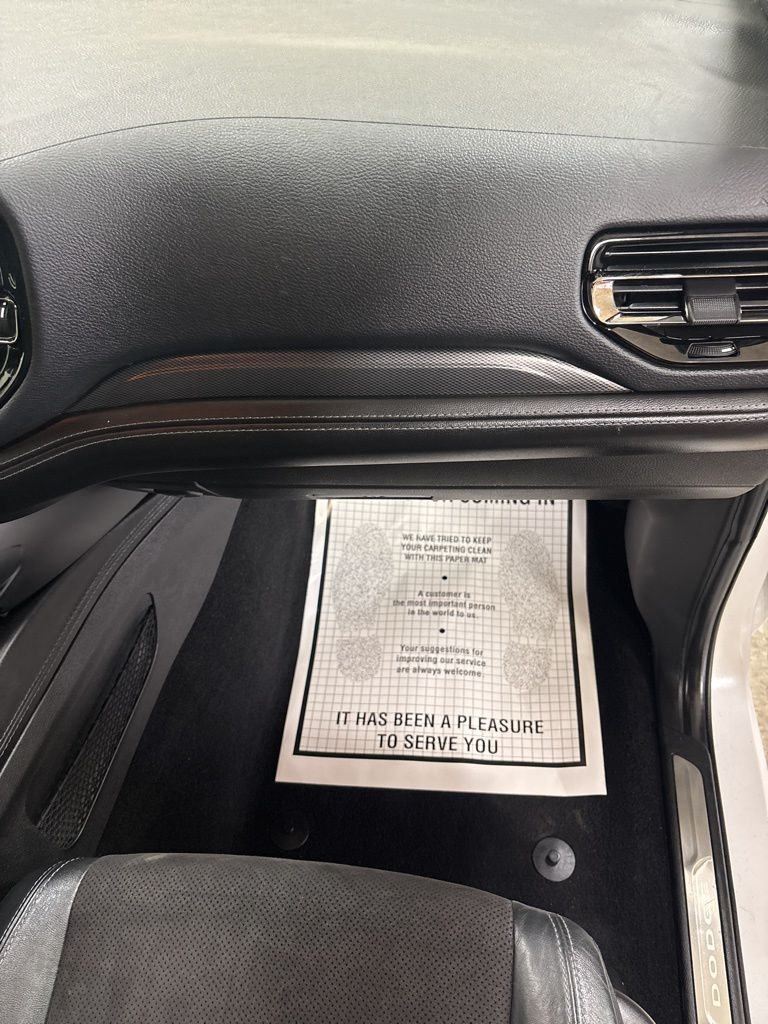 COMING IN
WE HAVE TRIED TO KEEP
YOUR CARPETING CLEAN
WITH THIS PAPER MAT
•
A customer is
the most important person
in the world to us.
•
Your suggestions for
improving our service
are always welcome.
IT HAS BEEN A PLEASURE
TO SERVE YOU
DODGE